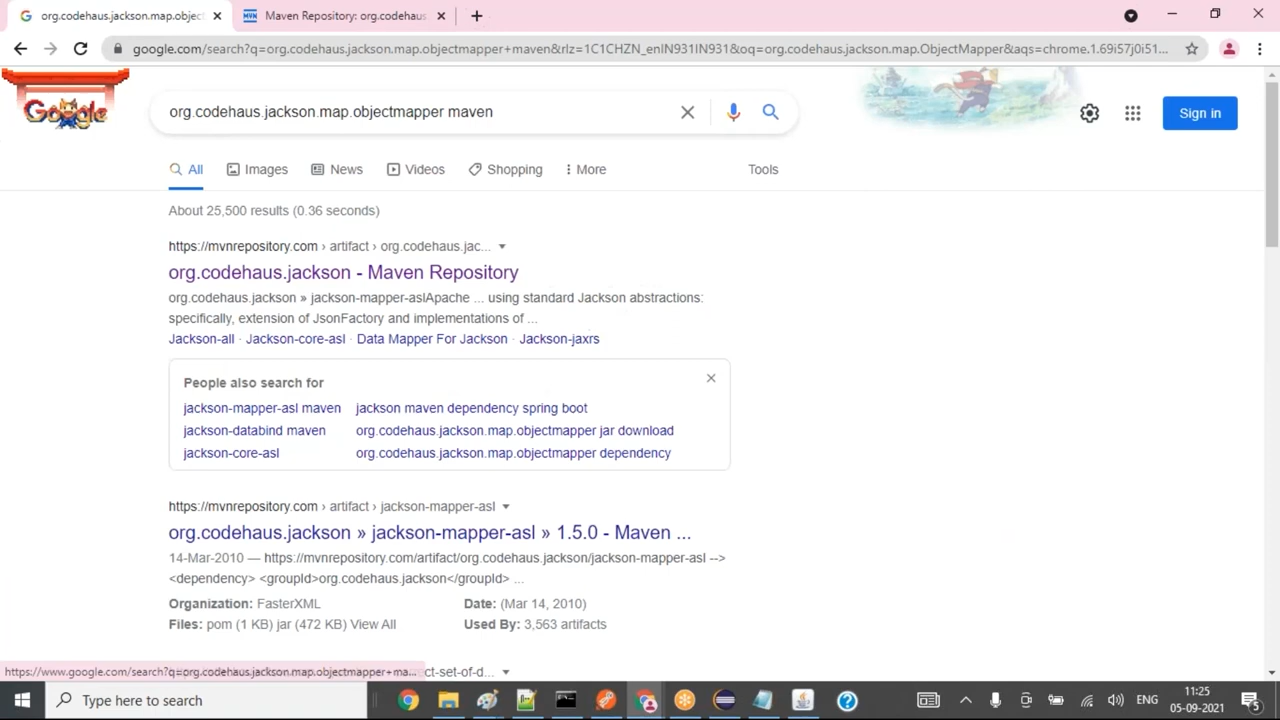 org.codehaus.jackson.map.object
Maven Repository: org.codehaus
google.com/search?q=org.codehaus.jackson.map.objectmapper+maven&rlz=1C1CHZN_enIN931IN931&oq=org.codehaus.jackson.map.ObjectMapper&aqs=chrome.1.69i57j0i51...
Google
org.codehaus.jackson.map.objectmapper maven
Sign in
All Images News Videos Shopping More Tools
About 25,500 results (0.36 seconds)
https://mvnrepository.com › artifact › org.codehaus.jac...
org.codehaus.jackson - Maven Repository
org.codehaus.jackson » jackson-mapper-aslApache ... using standard Jackson abstractions:
specifically, extension of JsonFactory and implementations of ...
Jackson-all · Jackson-core-asl · Data Mapper For Jackson · Jackson-jaxrs
People also search for
jackson-mapper-asl maven jackson maven dependency spring boot
jackson-databind maven org.codehaus.jackson.map.objectmapper jar download
jackson-core-asl org.codehaus.jackson.map.objectmapper dependency
https://mvnrepository.com › artifact › jackson-mapper-asl
org.codehaus.jackson » jackson-mapper-asl » 1.5.0 - Maven ...
14-Mar-2010 — https://mvnrepository.com/artifact/org.codehaus.jackson/jackson-mapper-asl -->
<dependency> <groupId>org.codehaus.jackson</groupId> ...
Organization: FasterXML Date: (Mar 14, 2010)
Files: pom (1 KB) jar (472 KB) View All Used By: 3,563 artifacts
https://www.google.com/search?q=org.codehaus.jackson.map.objectmapper+ma... ct-set-of-d...
Type here to search
ENG
11:25
05-09-2021
5